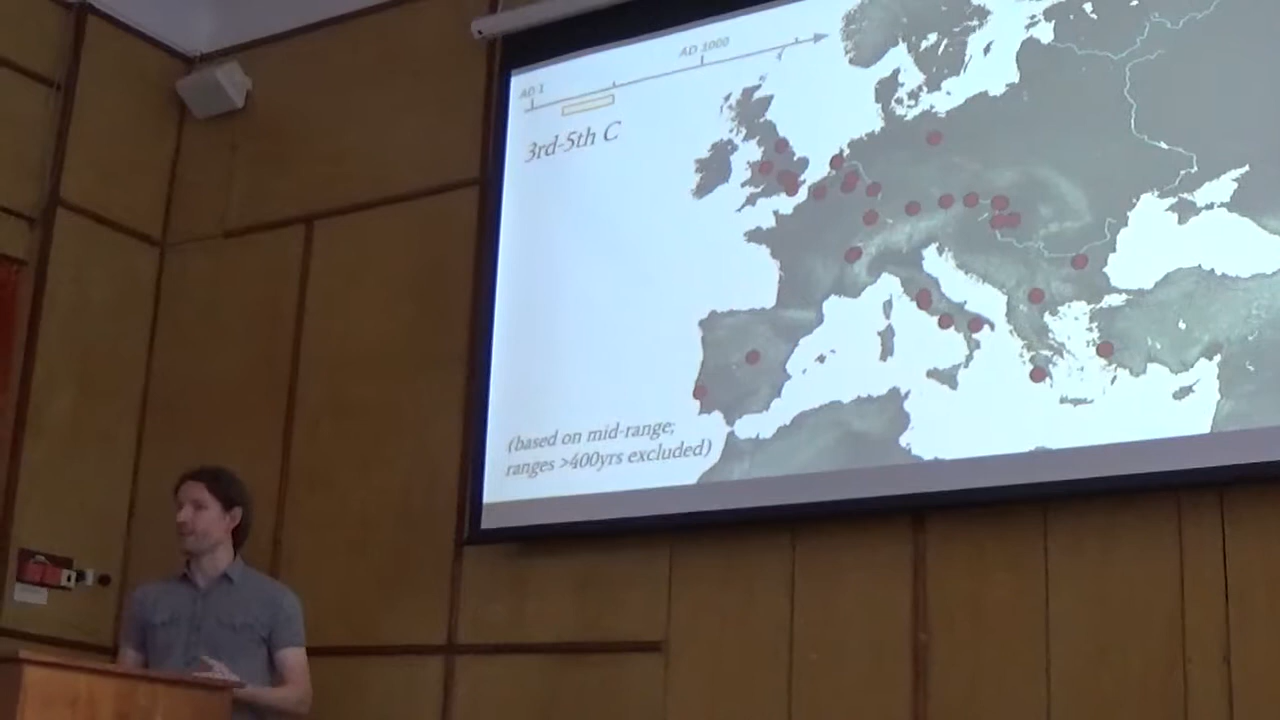 AD 1
AD 1000
3rd-5th C
(based on mid-range;
ranges >400yrs excluded)